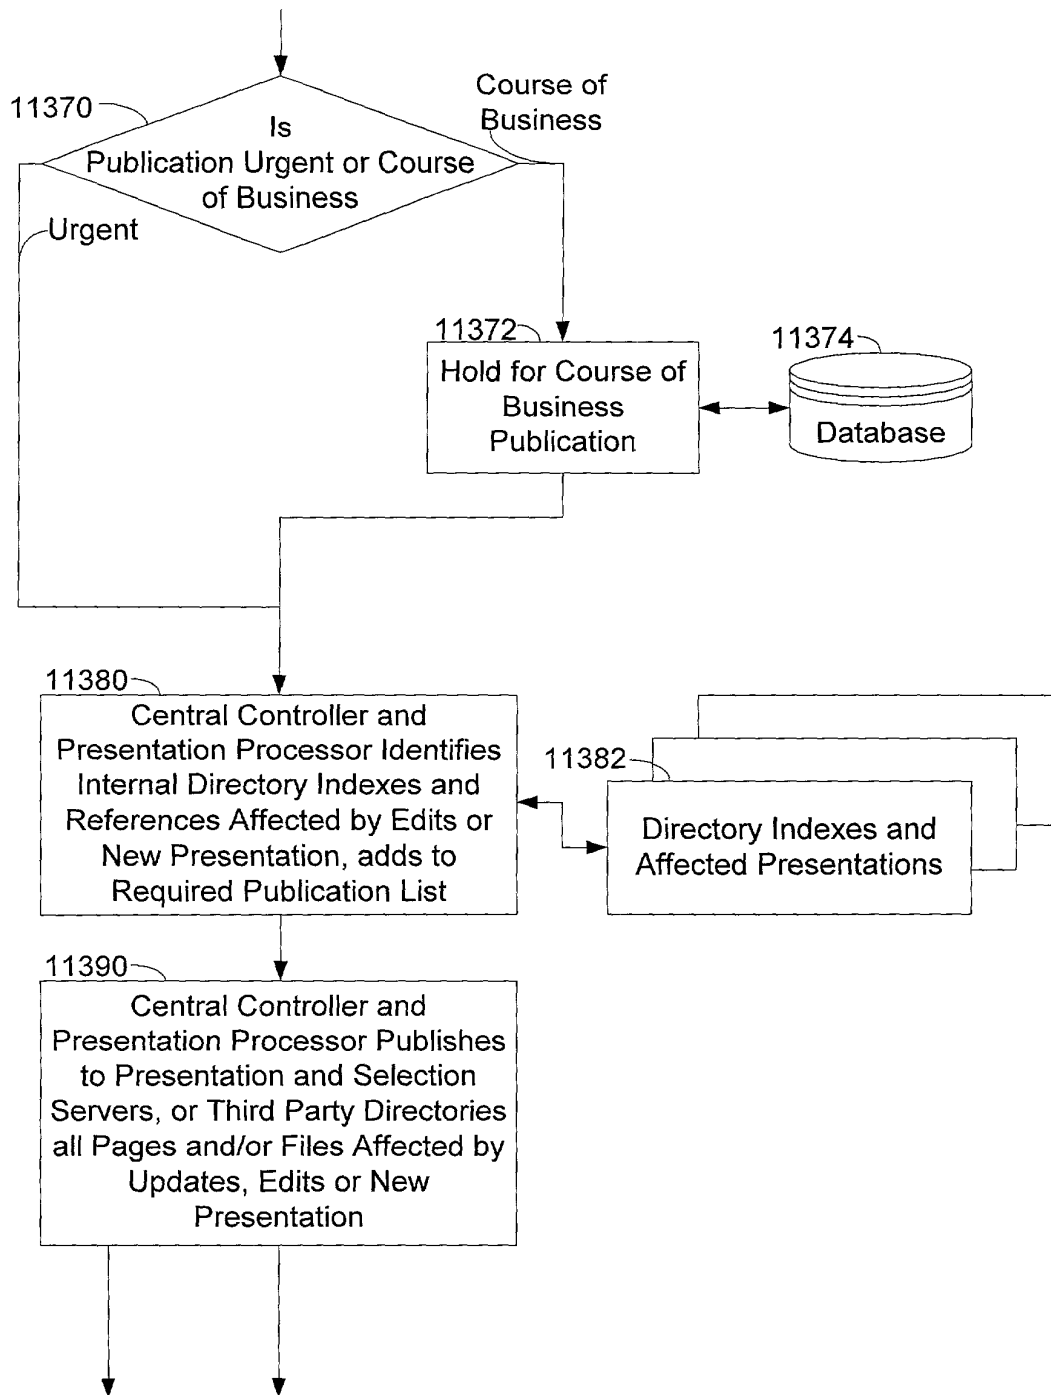 11370
Is
Publication Urgent or Course
of Business
Course of
Business
Urgent
11372
Hold for Course of
Business
Publication
11374
Database
11380
Central Controller and
Presentation Processor Identifies
Internal Directory Indexes and
References Affected by Edits or
New Presentation, adds to
Required Publication List
11382
Directory Indexes and
Affected Presentations
11390
Central Controller and
Presentation Processor Publishes
to Presentation and Selection
Servers, or Third Party Directories
all Pages and/or Files Affected by
Updates, Edits or New
Presentation